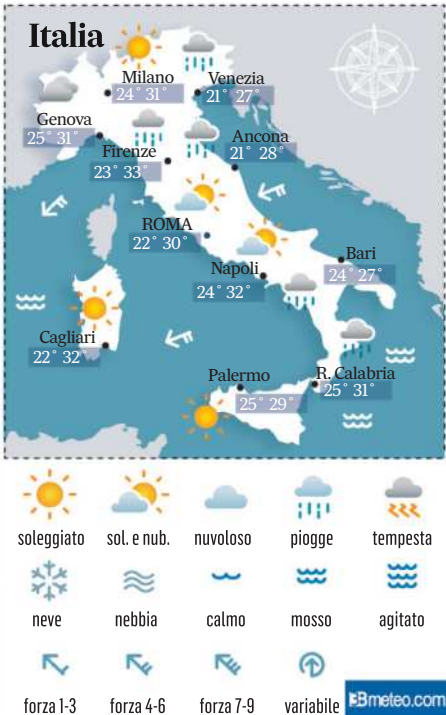 Italia
Milano
24° 31°
Venezia
21° 27°
Genova
25° 31°
Firenze
23° 33°
Ancona
21° 28°
ROMA
22° 30°
Napoli
24° 32°
Bari
24° 27°
Cagliari
22° 32°
Palermo
25° 29°
R. Calabria
25° 31°
soleggiato sol. e nub. nuvoloso piogge tempesta
neve nebbia calmo mosso agitato
forza 1-3 forza 4-6 forza 7-9 variabile
3Bmeteo.com